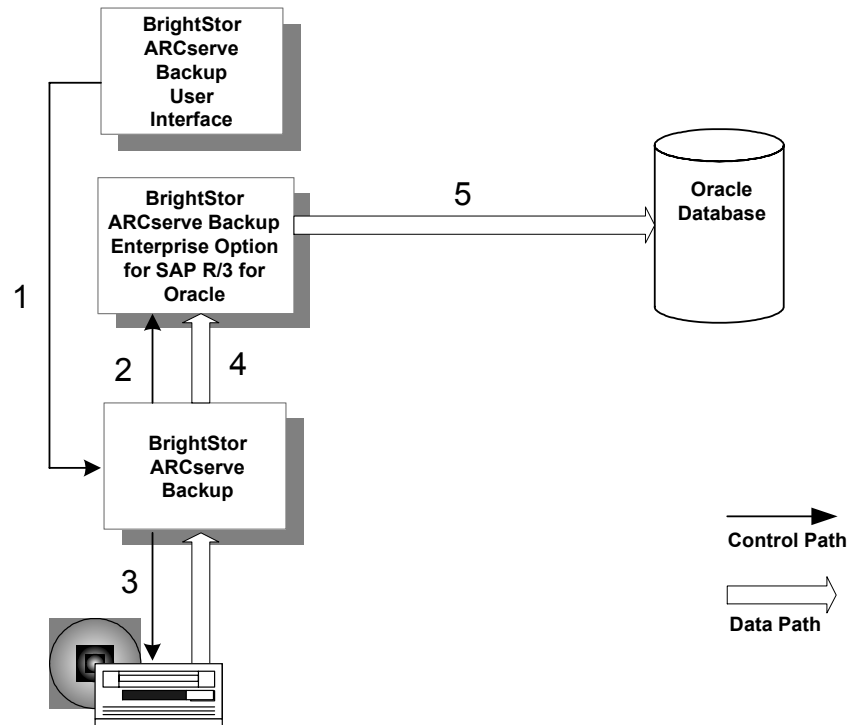 BrightStor
ARCserve
Backup
User
Interface
BrightStor
ARCserve Backup
Enterprise Option
for SAP R/3 for
Oracle
5
Oracle
Database
1
2
4
BrightStor
ARCserve
Backup
3
Control Path
Data Path